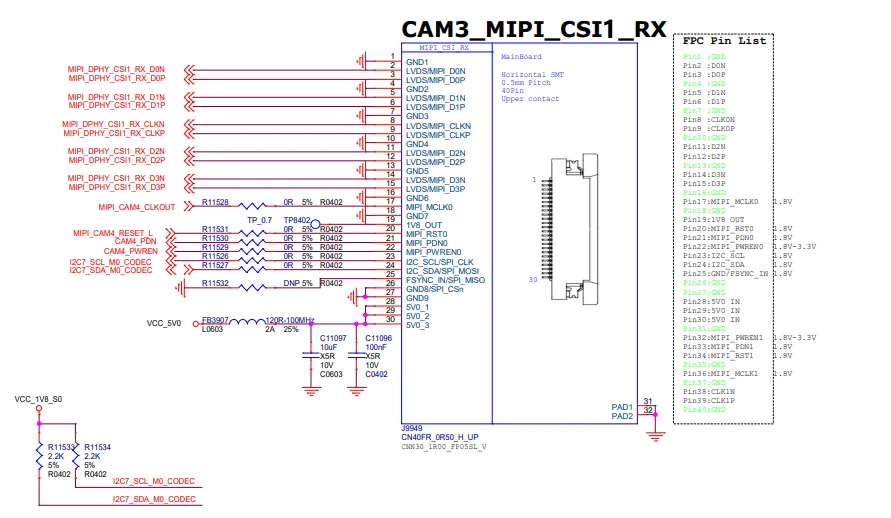 CAM3_MIPI_CSI1_RX
MIPI_CSI_RX
MainBoard
Horizontal SMT
0.5mm Pitch
40Pin
Upper contact
1
30
MIPI_DPHY_CSI1_RX_D0N
MIPI_DPHY_CSI1_RX_D0P
MIPI_DPHY_CSI1_RX_D1N
MIPI_DPHY_CSI1_RX_D1P
MIPI_DPHY_CSI1_RX_CLKN
MIPI_DPHY_CSI1_RX_CLKP
MIPI_DPHY_CSI1_RX_D2N
MIPI_DPHY_CSI1_RX_D2P
MIPI_DPHY_CSI1_RX_D3N
MIPI_DPHY_CSI1_RX_D3P
MIPI_CAM4_CLKOUT
R11528 0R 5% R0402
TP_0.7 TP8402
MIPI_CAM4_RESET_L R11531 0R 5% R0402
CAM4_PDN R11530 0R 5% R0402
CAM4_PWREN R11529 0R 5% R0402
I2C7_SCL_M0_CODEC R11526 0R 5% R0402
I2C7_SDA_M0_CODEC R11527 0R 5% R0402
R11532 DNP 5% R0402
1 GND1
2 LVDS/MIPI_D0N
3 LVDS/MIPI_D0P
4 GND2
5 LVDS/MIPI_D1N
6 LVDS/MIPI_D1P
7 GND3
8 LVDS/MIPI_CLKN
9 LVDS/MIPI_CLKP
10 GND4
11 LVDS/MIPI_D2N
12 LVDS/MIPI_D2P
13 GND5
14 LVDS/MIPI_D3N
15 LVDS/MIPI_D3P
16 GND6
17 MIPI_MCLK0
18 GND7
19 1V8_OUT
20 MIPI_RST0
21 MIPI_PDN0
22 MIPI_PWREN0
23 I2C_SCL/SPI_CLK
24 I2C_SDA/SPI_MOSI
25 FSYNC_IN/SPI_MISO
26 GND8/SPI_CSn
27 GND9
28 5V0_1
29 5V0_2
30 5V0_3
VCC_5V0
FB3907 120R-100MHz
L0603 2A 25%
C11097
10uF
X5R
10V
C0603
C11096
100nF
X5R
10V
C0402
PAD1 31
PAD2 32
J9949
CN40FR_0R50_H_UP
CNN30_1R00_FP05SL_V
VCC_1V8_S0
R11533
2.2K
5%
R0402
R11534
2.2K
5%
R0402
I2C7_SCL_M0_CODEC
I2C7_SDA_M0_CODEC
FPC Pin List
Pin1 :GND
Pin2 :D0N
Pin3 :D0P
Pin4 :GND
Pin5 :D1N
Pin6 :D1P
Pin7 :GND
Pin8 :CLK0N
Pin9 :CLK0P
Pin10:GND
Pin11:D2N
Pin12:D2P
Pin13:GND
Pin14:D3N
Pin15:D3P
Pin16:GND
Pin17:MIPI_MCLK0 1.8V
Pin18:GND
Pin19:1V8 OUT
Pin20:MIPI_RST0 1.8V
Pin21:MIPI_PDN0 1.8V
Pin22:MIPI_PWREN0 1.8V-3.3V
Pin23:I2C_SCL 1.8V
Pin24:I2C_SDA 1.8V
Pin25:GND/FSYNC_IN 1.8V
Pin26:GND
Pin27:GND
Pin28:5V0 IN
Pin29:5V0 IN
Pin30:5V0 IN
Pin31:GND
Pin32:MIPI_PWREN1 1.8V-3.3V
Pin33:MIPI_PDN1 1.8V
Pin34:MIPI_RST1 1.8V
Pin35:GND
Pin36:MIPI_MCLK1 1.8V
Pin37:GND
Pin38:CLK1N
Pin39:CLK1P
Pin40:GND